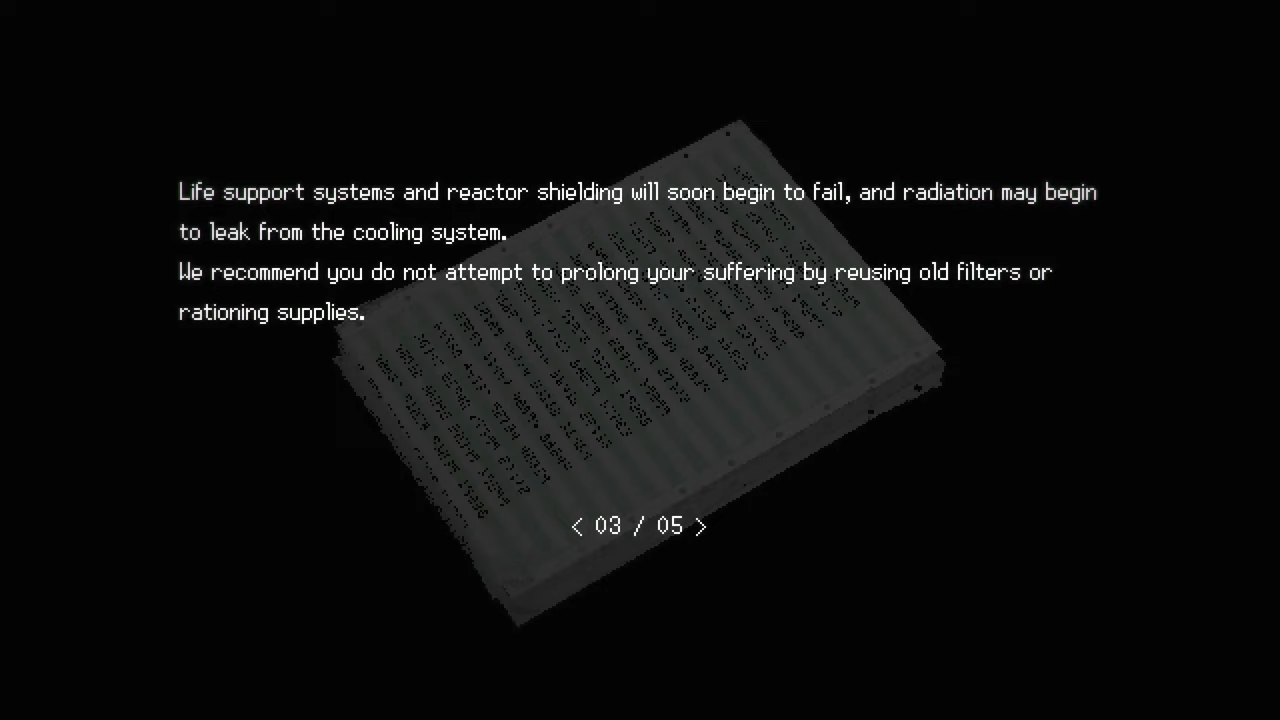 Life support systems and reactor shielding will soon begin to fail, and radiation may begin
to leak from the cooling system.
We recommend you do not attempt to prolong your suffering by reusing old filters or
rationing supplies.
< 03 / 05 >